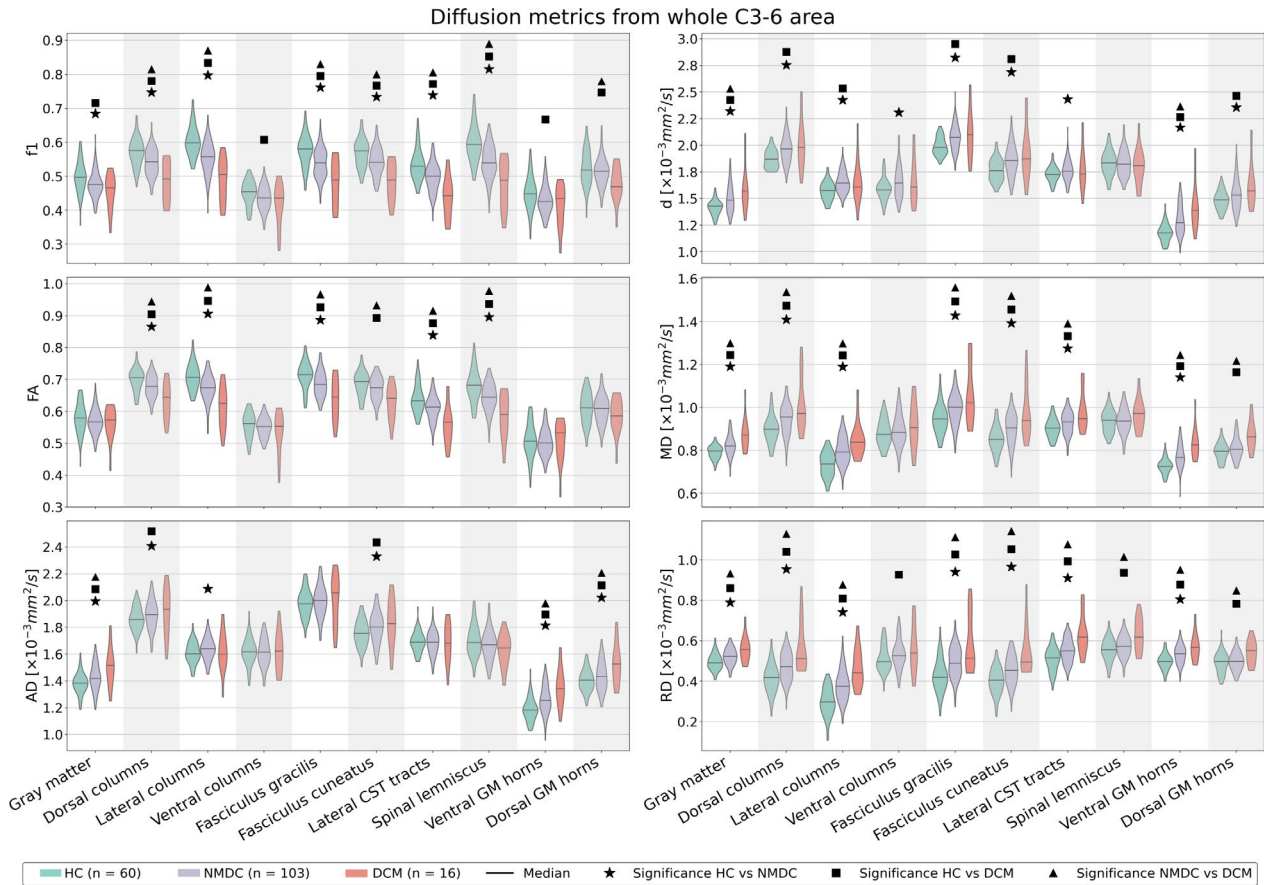 Diffusion metrics from whole C3-6 area
f1
0.9
0.8
0.7
0.6
0.5
0.4
0.3
d [×10⁻³mm²/s]
3.0
2.8
2.5
2.2
2.0
1.8
1.5
1.2
1.0
FA
1.0
0.9
0.8
0.7
0.6
0.5
0.4
0.3
MD [×10⁻³mm²/s]
1.6
1.4
1.2
1.0
0.8
0.6
AD [×10⁻³mm²/s]
2.4
2.2
2.0
1.8
1.6
1.4
1.2
1.0
RD [×10⁻³mm²/s]
1.0
0.8
0.6
0.4
0.2
Gray matter
Dorsal columns
Lateral columns
Ventral columns
Fasciculus gracilis
Fasciculus cuneatus
Lateral CST tracts
Spinal lemniscus
Ventral GM horns
Dorsal GM horns
Gray matter
Dorsal columns
Lateral columns
Ventral columns
Fasciculus gracilis
Fasciculus cuneatus
Lateral CST tracts
Spinal lemniscus
Ventral GM horns
Dorsal GM horns
HC (n = 60) NMDC (n = 103) DCM (n = 16) Median Significance HC vs NMDC Significance HC vs DCM Significance NMDC vs DCM